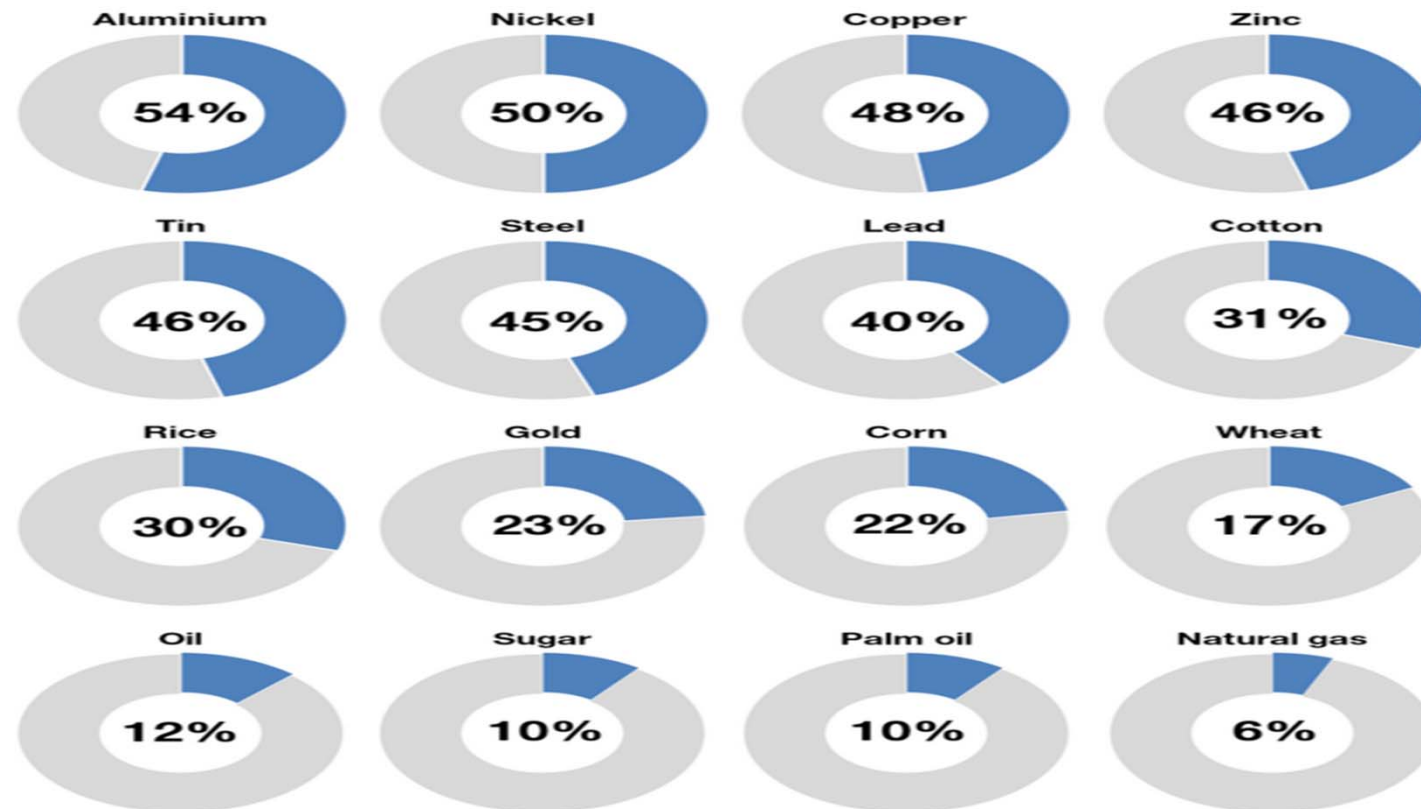 Aluminium Nickel Copper Zinc
54% 50% 48% 46%
Tin Steel Lead Cotton
46% 45% 40% 31%
Rice Gold Corn Wheat
30% 23% 22% 17%
Oil Sugar Palm oil Natural gas
12% 10% 10% 6%